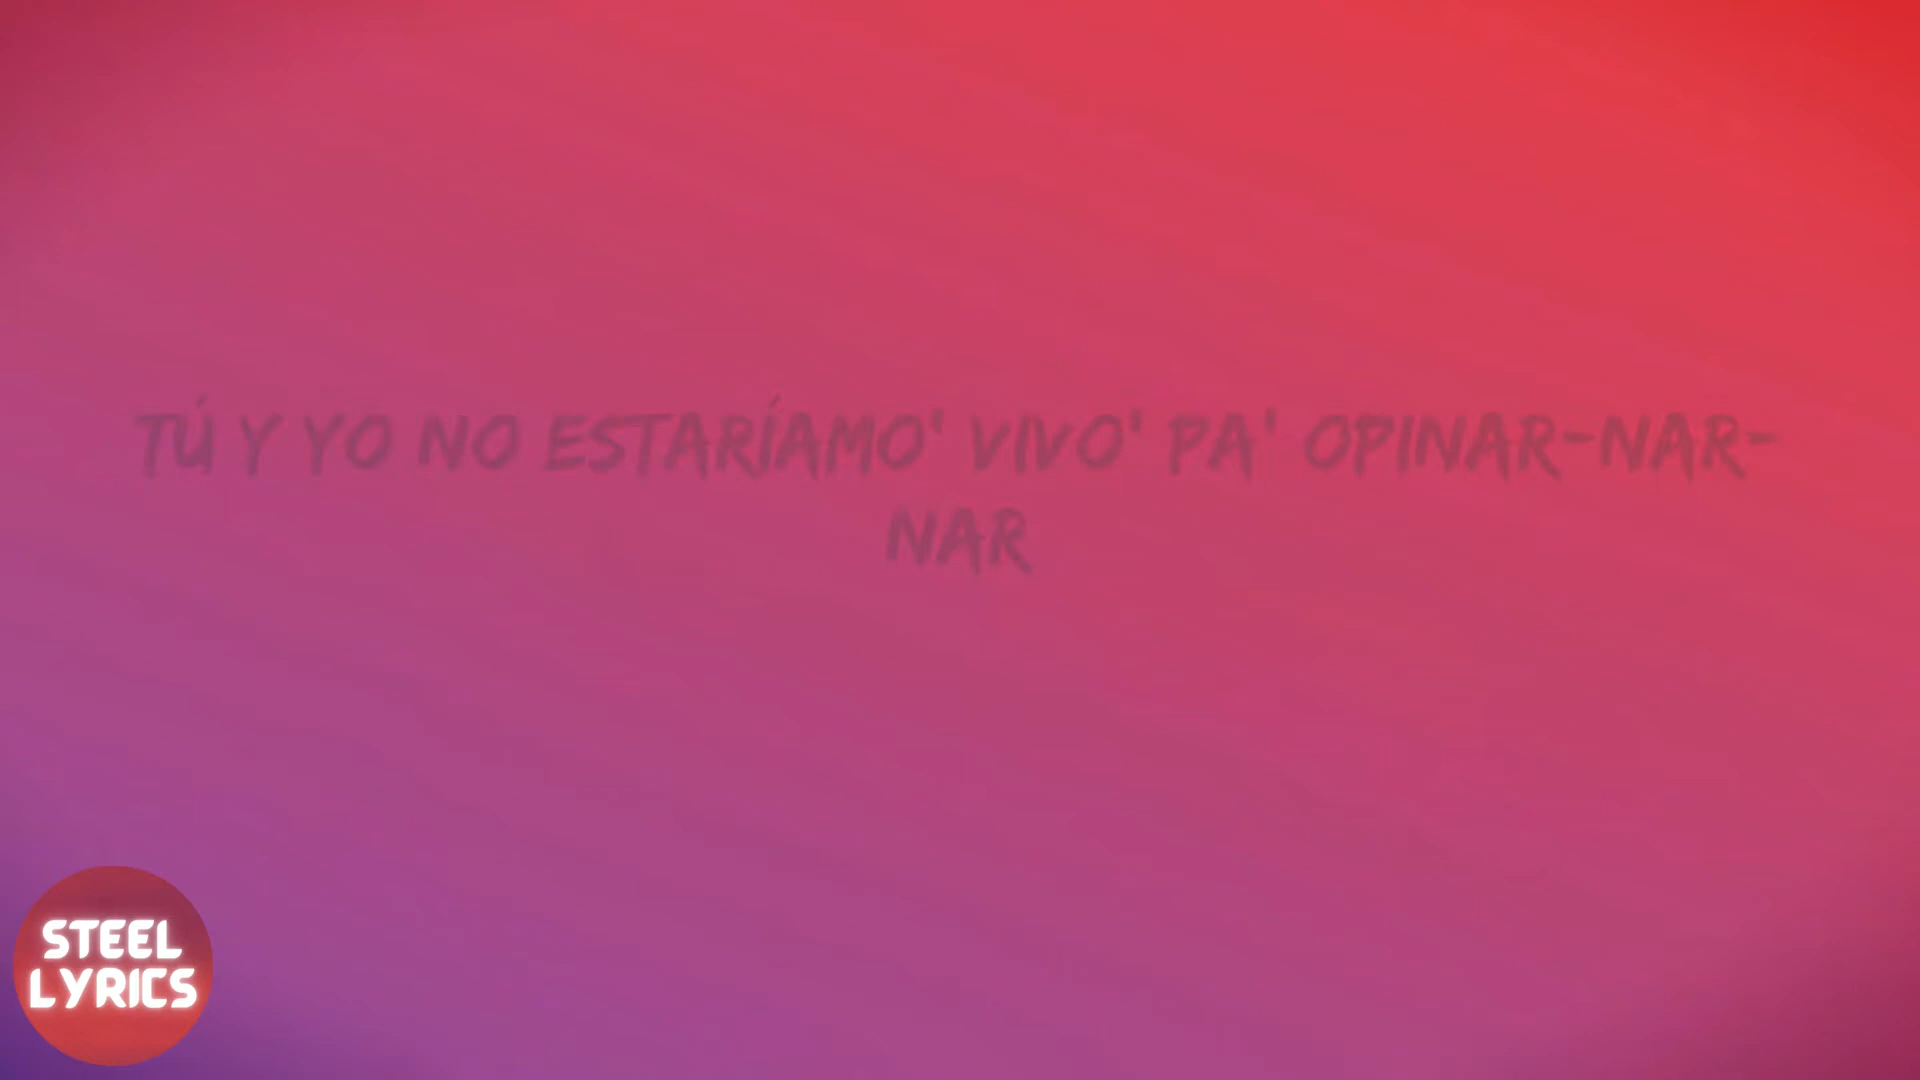 TÚ Y YO NO ESTARÍAMO' VIVO' PA' OPINAR-NAR-
NAR
STEEL
LYRICS